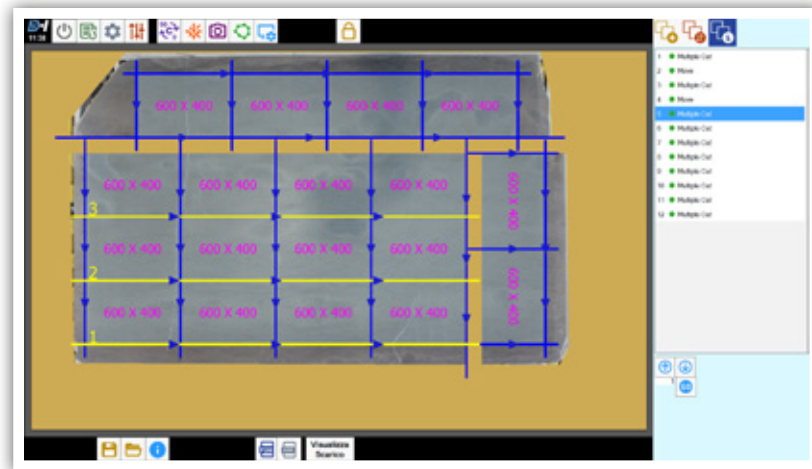 11:38
1 Multiple Cut
2 Move
3 Multiple Cut
4 Move
5 Multiple Cut
6 Multiple Cut
7 Multiple Cut
8 Multiple Cut
9 Multiple Cut
10 Multiple Cut
11 Multiple Cut
12 Multiple Cut
600 X 400 600 X 400 600 X 400 600 X 400
600 X 400 600 X 400 600 X 400 600 X 400 600 X 400
3
600 X 400 600 X 400 600 X 400 600 X 400
2
600 X 400 600 X 400 600 X 400 600 X 400 600 X 400
1
Visualizza
Scarico